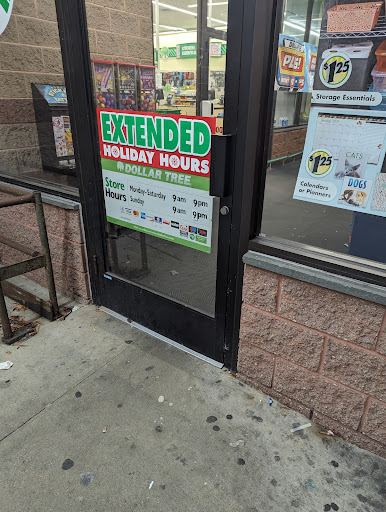 EXTENDED
HOLIDAY HOURS
DOLLAR TREE
Store Hours
Monday-Saturday 9am 9pm
Sunday 9am 9pm
$1.25
Storage Essentials
$1.25
Calendars or Planners
CATS
DOGS